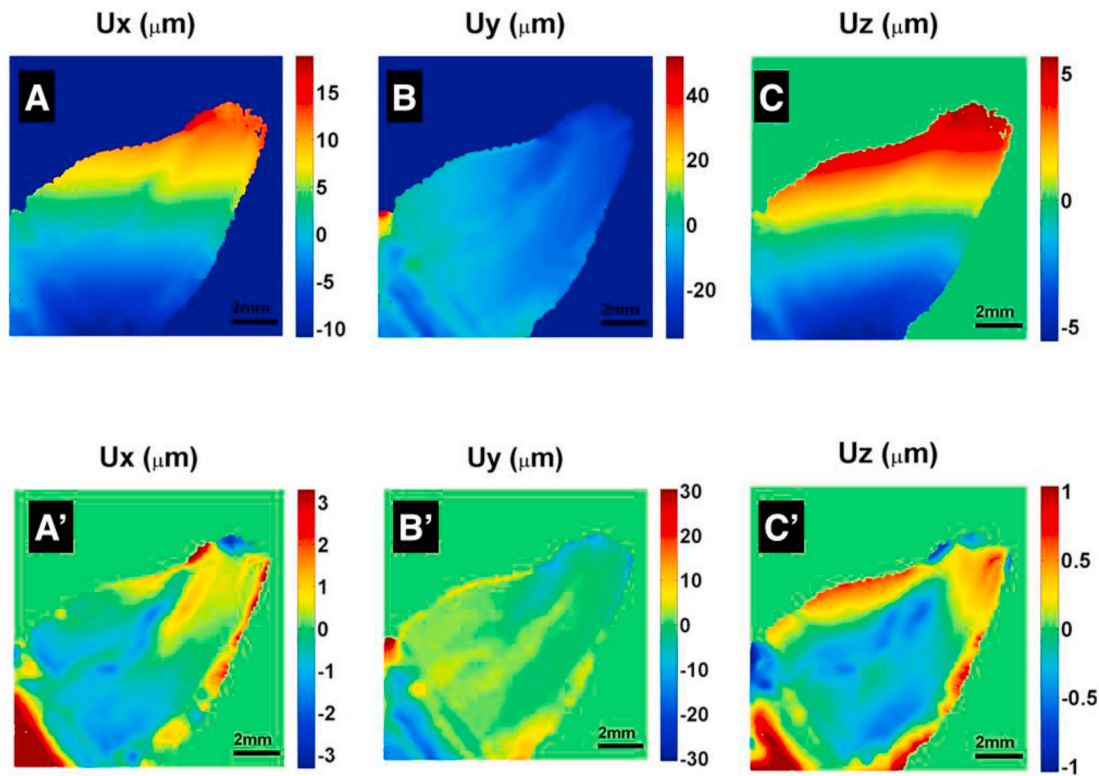 Ux (μm) Uy (μm) Uz (μm)
A 15 10 5 0 -5 -10 2mm
B 40 20 0 -20 2mm
C 5 0 -5 2mm
Ux (μm) Uy (μm) Uz (μm)
A' 3 2 1 0 -1 -2 -3 2mm
B' 30 20 10 0 -10 -20 -30 2mm
C' 1 0.5 0 -0.5 -1 2mm